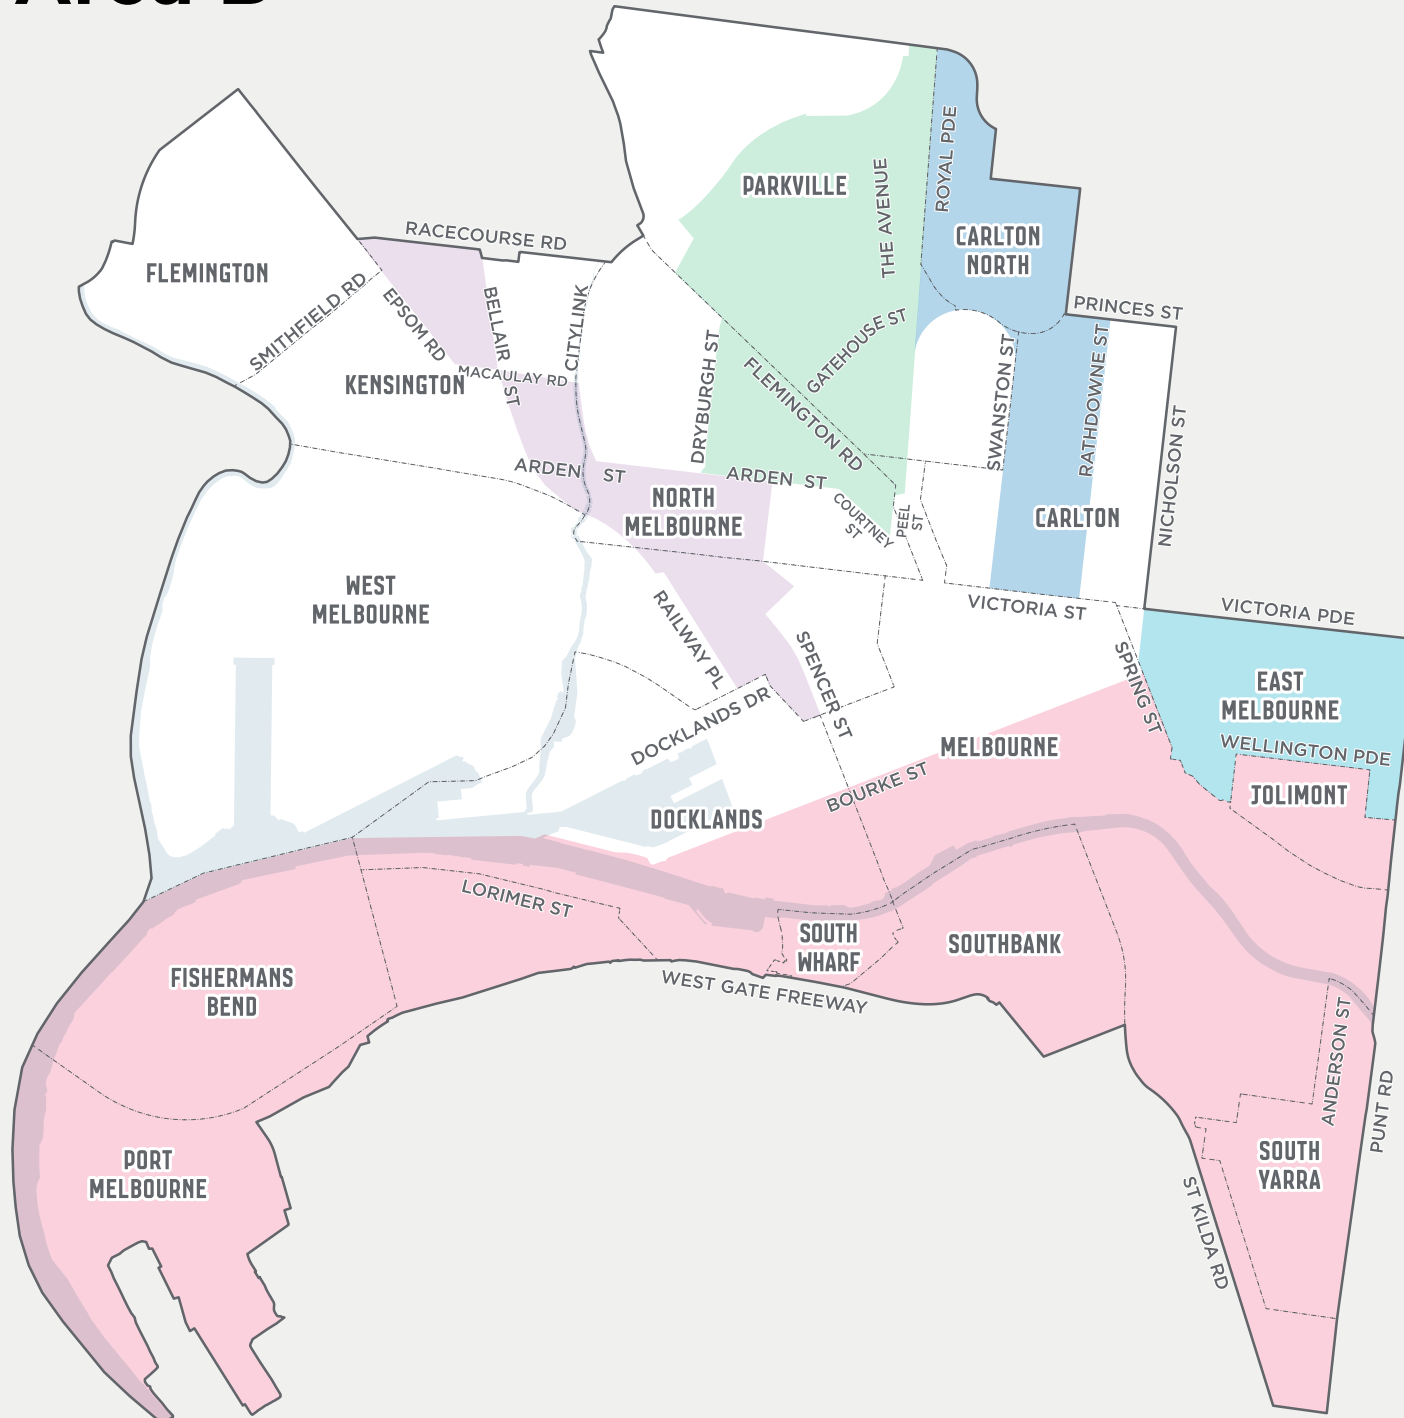 Area B
PARKVILLE
THE AVENUE
ROYAL PDE
CARLTON
NORTH
RACECOURSE RD
FLEMINGTON
SMITHFIELD RD
EPSOM RD
BELLAIR
ST
CITYLINK
PRINCES ST
KENSINGTON
MACAULAY RD
DRYBURGH ST
GATEHOUSE ST
FLEMINGTON RD
SWANSTON ST
RATHDOWNE ST
NICHOLSON ST
ARDEN ST
ARDEN ST
NORTH
MELBOURNE
COURTNEY
ST
PEEL
ST
CARLTON
WEST
MELBOURNE
VICTORIA ST
VICTORIA PDE
RAILWAY PL
SPENCER ST
SPRING ST
EAST
MELBOURNE
DOCKLANDS DR
MELBOURNE
WELLINGTON PDE
BOURKE ST
JOLIMONT
DOCKLANDS
LORIMER ST
SOUTH
WHARF
SOUTHBANK
FISHERMANS
BEND
WEST GATE FREEWAY
ANDERSON ST
PUNT RD
PORT
MELBOURNE
SOUTH
YARRA
ST KILDA RD